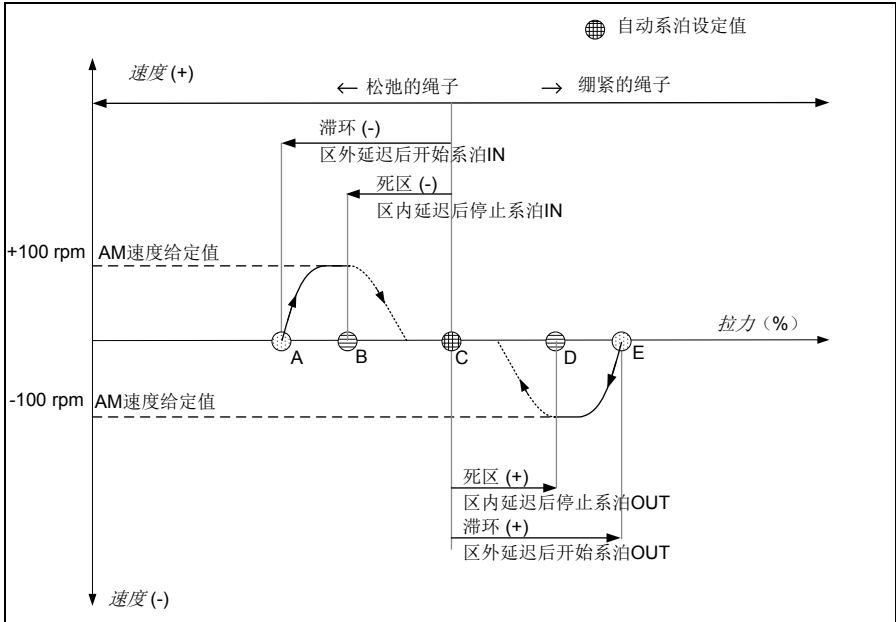 自动系泊设定值
速度 (+)
← 松弛的绳子
→ 绷紧的绳子
滞环 (-)
区外延迟后开始系泊IN
死区 (-)
区内延迟后停止系泊IN
+100 rpm
AM速度给定值
拉力（%）
A
B
C
D
E
-100 rpm
AM速度给定值
死区 (+)
区内延迟后停止系泊OUT
滞环 (+)
区外延迟后开始系泊OUT
速度 (-)